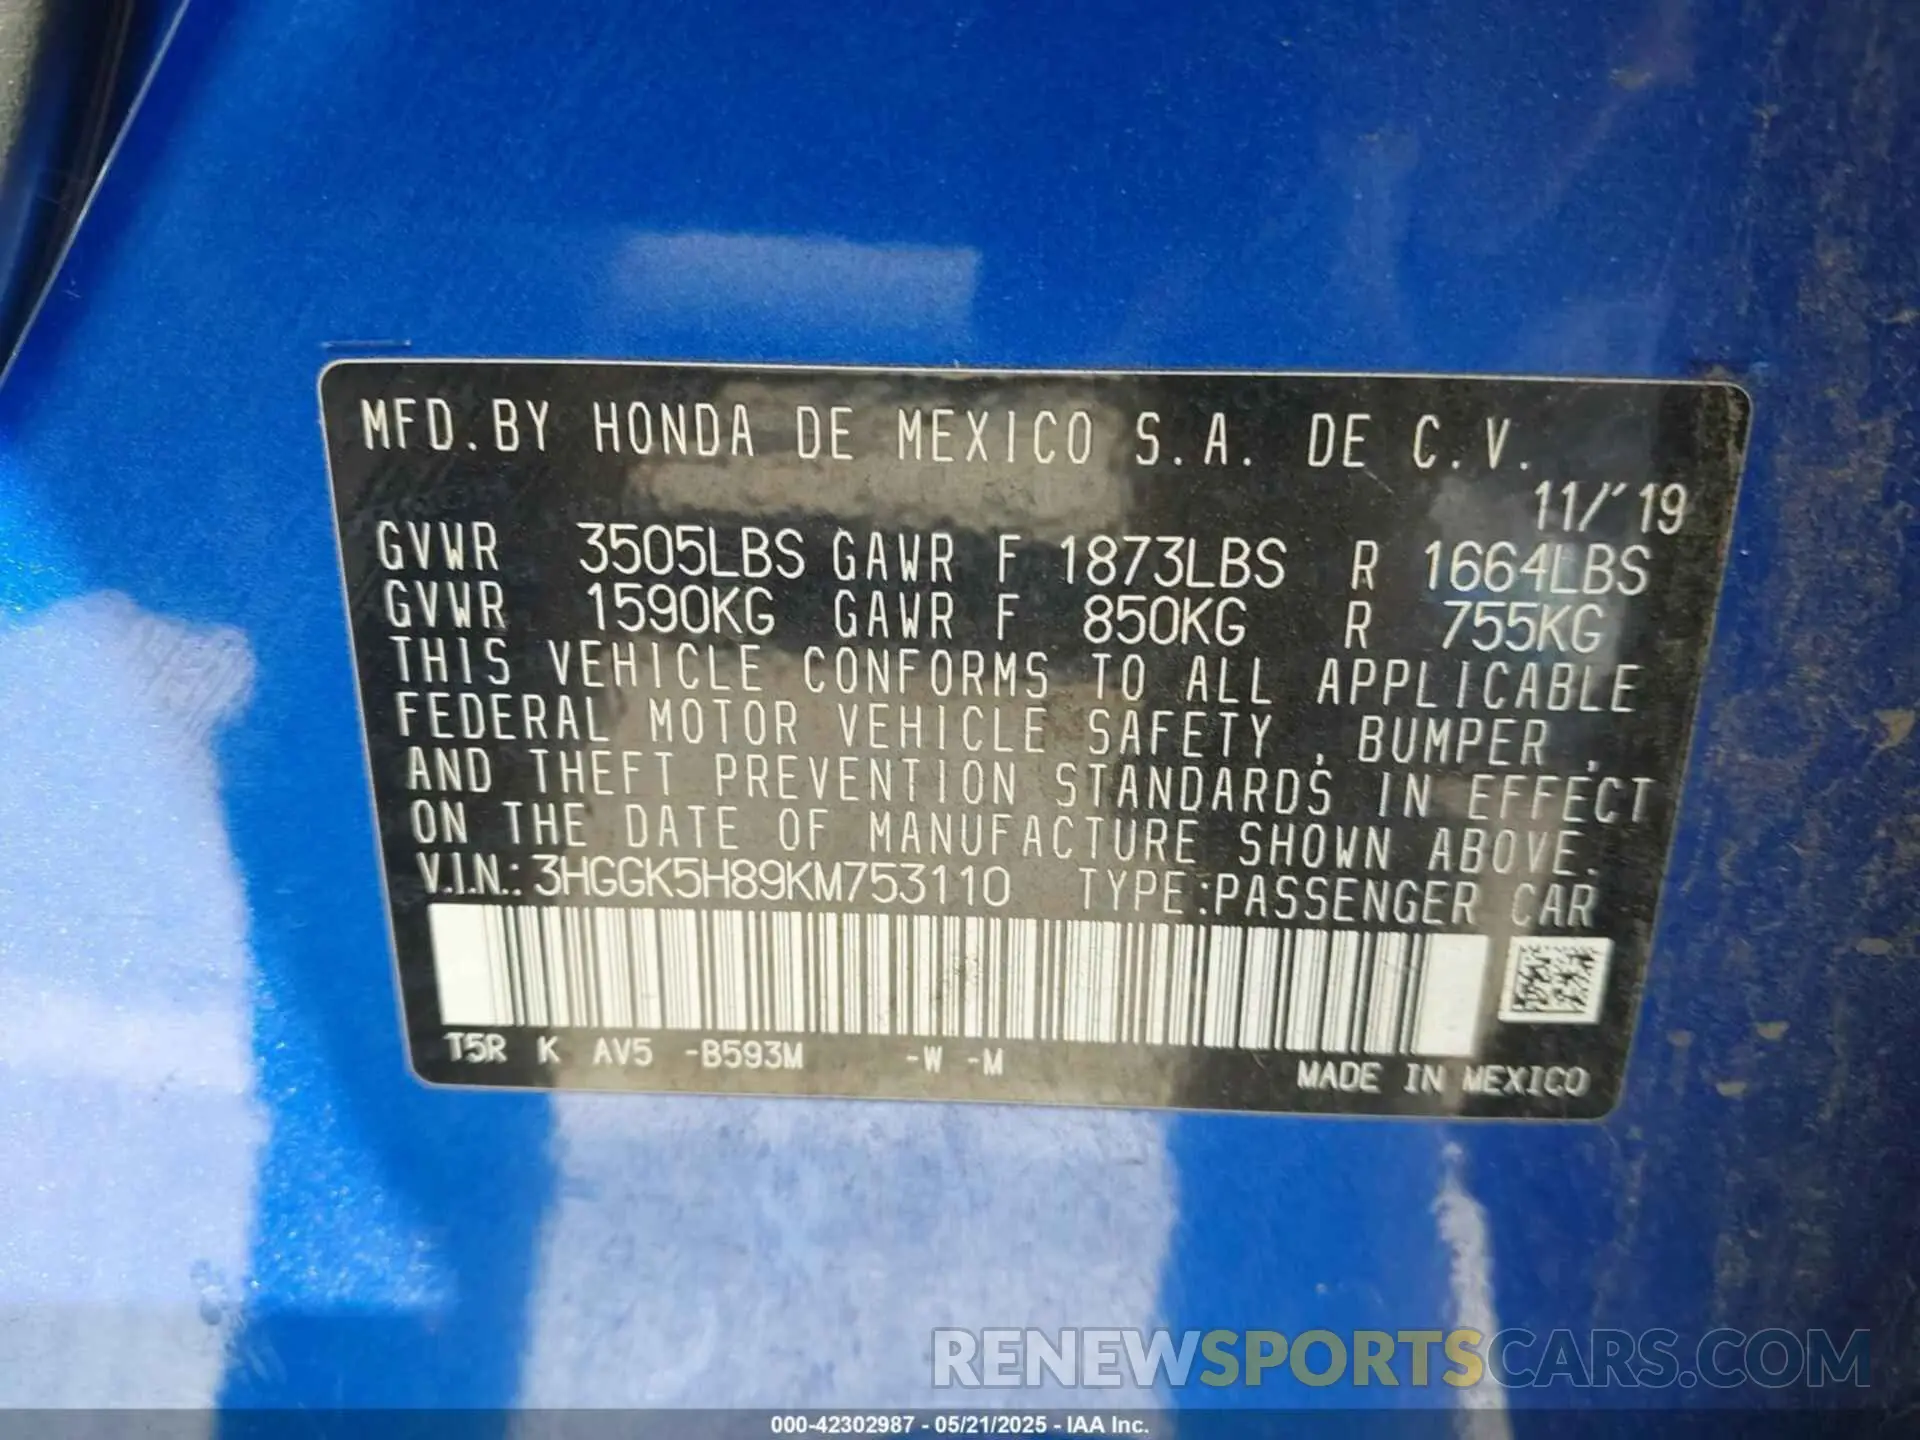 MFD.BY HONDA DE MEXICO S.A. DE C.V.
11/'19
GVWR 3505LBS GAWR F 1873LBS R 1664LBS
GVWR 1590KG GAWR F 850KG R 755KG
THIS VEHICLE CONFORMS TO ALL APPLICABLE
FEDERAL MOTOR VEHICLE SAFETY , BUMPER ,
AND THEFT PREVENTION STANDARDS IN EFFECT
ON THE DATE OF MANUFACTURE SHOWN ABOVE.
V.I.N.: 3HGGK5H89KM753110 TYPE:PASSENGER CAR
T5R K AV5 -B593M -W -M
MADE IN MEXICO
RENEWSPORTSCARS.COM
000-42302987 - 05/21/2025 - IAA Inc.